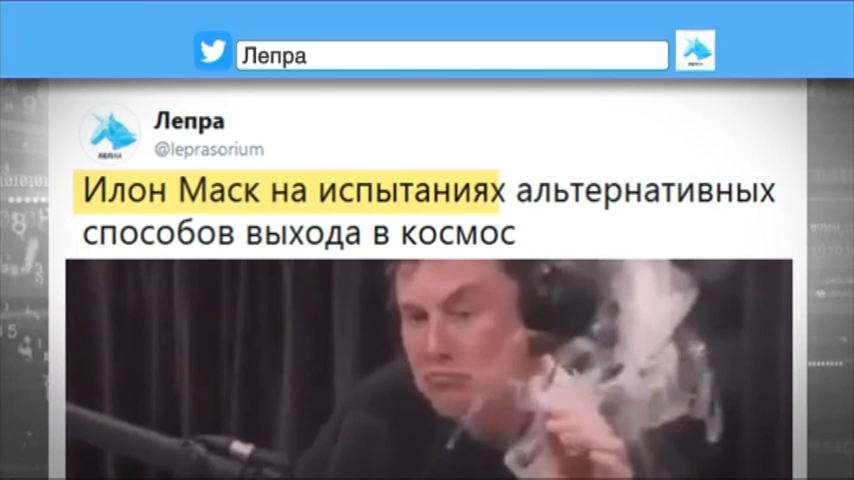 Лепра
Лепра
@leprasorium
Илон Маск на испытаниях альтернативных
способов выхода в космос